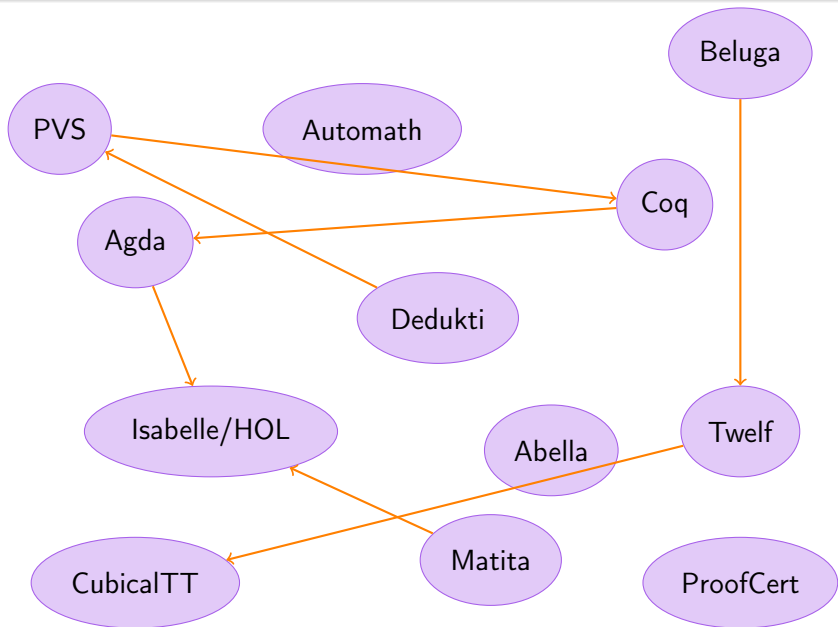 Beluga
PVS
Automath
Coq
Agda
Dedukti
Isabelle/HOL
Twelf
Abella
Matita
CubicalTT
ProofCert